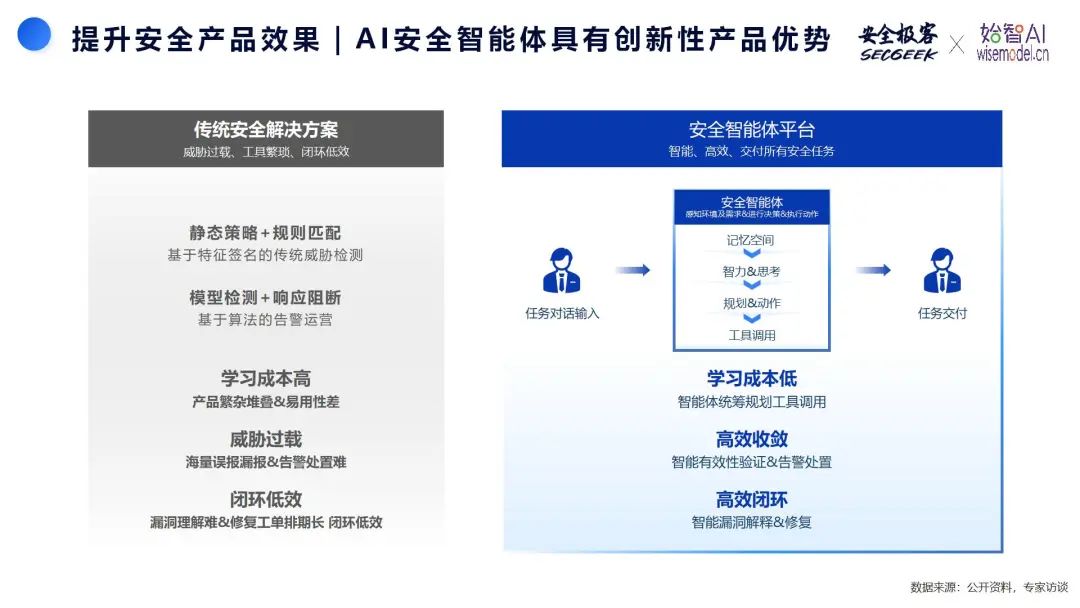 提升安全产品效果 | AI安全智能体具有创新性产品优势
安全极客
SECGEEK
始智AI
wisemodel.cn
传统安全解决方案
威胁过载、工具繁琐、闭环低效
静态策略+规则匹配
基于特征签名的传统威胁检测
模型检测+响应阻断
基于算法的告警运营
学习成本高
产品繁杂堆叠&易用性差
威胁过载
海量误报漏报&告警处置难
闭环低效
漏洞理解难&修复工单排期长 闭环低效
安全智能体平台
智能、高效、交付所有安全任务
任务对话输入
安全智能体
感知环境及需求&进行决策&执行动作
记忆空间
智力&思考
规划&动作
工具调用
任务交付
学习成本低
智能体统筹规划工具调用
高效收敛
智能有效性验证&告警处置
高效闭环
智能漏洞解释&修复
数据来源：公开资料，专家访谈